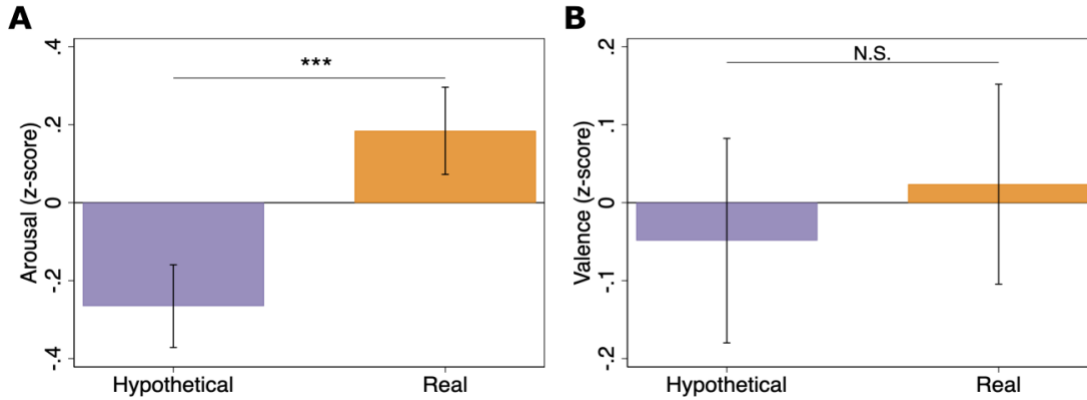 A
Arousal (z-score)
.4
.2
0
-.2
-.4
***
Hypothetical
Real
B
Valence (z-score)
.2
.1
0
-.1
-.2
N.S.
Hypothetical
Real